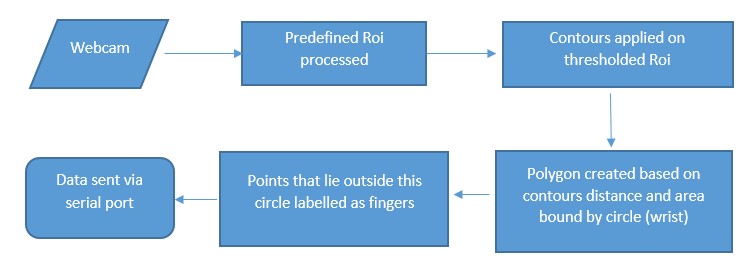 Webcam
Predefined Roi
processed
Contours applied on
thresholded Roi
Polygon created based on
contours distance and area
bound by circle (wrist)
Points that lie outside this
circle labelled as fingers
Data sent via
serial port